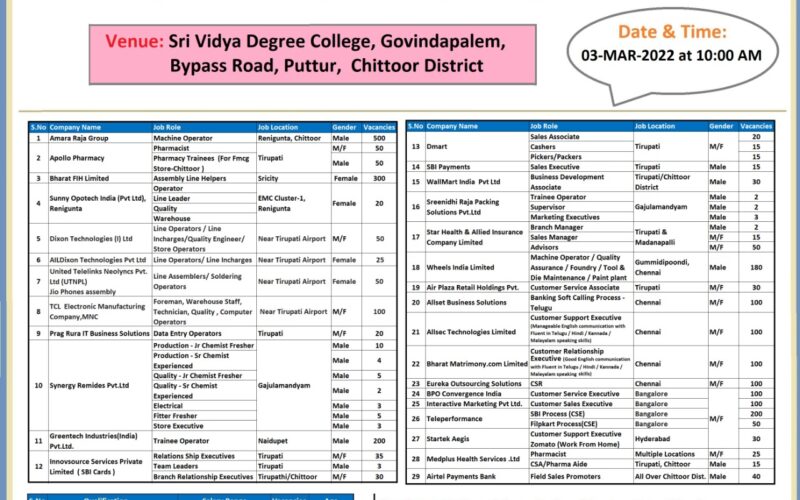 Venue: Sri Vidya Degree College, Govindapalem,
Bypass Road, Puttur, Chittoor District
Date & Time:
03-MAR-2022 at 10:00 AM
S.No Company Name Job Role Job Location Gender Vacancies
1 Amara Raja Group Machine Operator Renigunta, Chittoor Male 500
2 Apollo Pharmacy Pharmacist Tirupati M/F 50
Pharmacy Trainees (For Fmcg Store-Chittoor ) Male 50
3 Bharat FIH Limited Assembly Line Helpers Sricity Female 300
4 Sunny Opotech India (Pvt Ltd), Renigunta Operator EMC Cluster-1, Renigunta Female 20
Line Leader
Quality
Warehouse
5 Dixon Technologies (I) Ltd Line Operators / Line Incharges/Quality Engineer/ Store Operators Near Tirupati Airport M/F 50
6 AILDixon Technologies Pvt Ltd Line Operators/ Line Incharges Near Tirupati Airport Female 25
7 United Telelinks Neolyncs Pvt. Ltd (UTNPL) Jio Phones assembly Line Assemblers/ Soldering Operators Near Tirupati Airport Female 50
8 TCL Electronic Manufacturing Company,MNC Foreman, Warehouse Staff, Technician, Quality , Computer Operators Near Tirupati Airport M/F 100
9 Prag Rura IT Business Solutions Data Entry Operators Tirupati M/F 20
10 Synergy Remides Pvt.Ltd Production - Jr Chemist Fresher Gajulamandyam Male 10
Production - Sr Chemist Experienced Male 4
Quality - Jr Chemist Fresher Male 5
Quality - Sr Chemist Experienced Male 2
Electrical Male 3
Fitter Fresher Male 5
Store Executive Male 3
11 Greentech Industries(India) Pvt.Ltd. Trainee Operator Naidupet Male 200
12 Innovsource Services Private Limited ( SBI Cards ) Relations Ship Executives Tirupati M/F 35
Team Leaders Tirupati Male 3
Branch Relationship Executives Tirupathi/Chittoor M/F 30
S.No Company Name Job Role Job Location Gender Vacancies
13 Dmart Sales Associate Tirupati M/F 20
Cashers 15
Pickers/Packers 15
14 SBI Payments Sales Executive Tirupati Male 15
15 WallMart India Pvt Ltd Business Development Associate Tirupati/Chittoor District Male 30
16 Sreenidhi Raja Packing Solutions Pvt.Ltd Trainee Operator Gajulamandyam Male 2
Supervisor Male 2
Marketing Executives Male 3
17 Star Health & Allied Insurance Company Limited Branch Manager Tirupati & Madanapalli Male 2
Sales Manager M/F 15
Advisors M/F 50
18 Wheels India Limited Machine Operator / Quality Assurance / Foundry / Tool & Die Maintenance / Paint plant Gummidipoondi, Chennai Male 180
19 Air Plaza Retail Holdings Pvt. Customer Service Associate Tirupati M/F 30
20 Allset Business Solutions Banking Soft Calling Process - Telugu Chennai M/F 100
21 Allsec Technologies Limited Customer Support Executive (Manageable English communication with Fluent in Telugu / Hindi / Kannada / Malayalam speaking skills) Chennai M/F 100
22 Bharat Matrimony.com Limited Customer Relationship Executive (Good English communication with Fluent in Telugu / Hindi / Kannada / Malayalam speaking skills) Chennai M/F 100
23 Eureka Outsourcing Solutions CSR Chennai M/F 100
24 BPO Convergence India Customer Service Executive Bangalore M/F 100
25 Interactive Marketing Pvt Ltd. Customer Sales Executive Bangalore 100
26 Teleperformance SBI Process (CSE) Bangalore 200
Filpkart Process(CSE) Bangalore 50
27 Startek Aegis Customer Support Executive Zomato (Work From Home) Hyderabad 30
28 Medplus Health Services .Ltd Pharmacist Multiple Locations M/F 25
CSA/Pharma Aide Tirupati, Chittoor Male 15
29 Airtel Payments Bank Field Sales Promoters All Over Chittoor Dist. Male 40